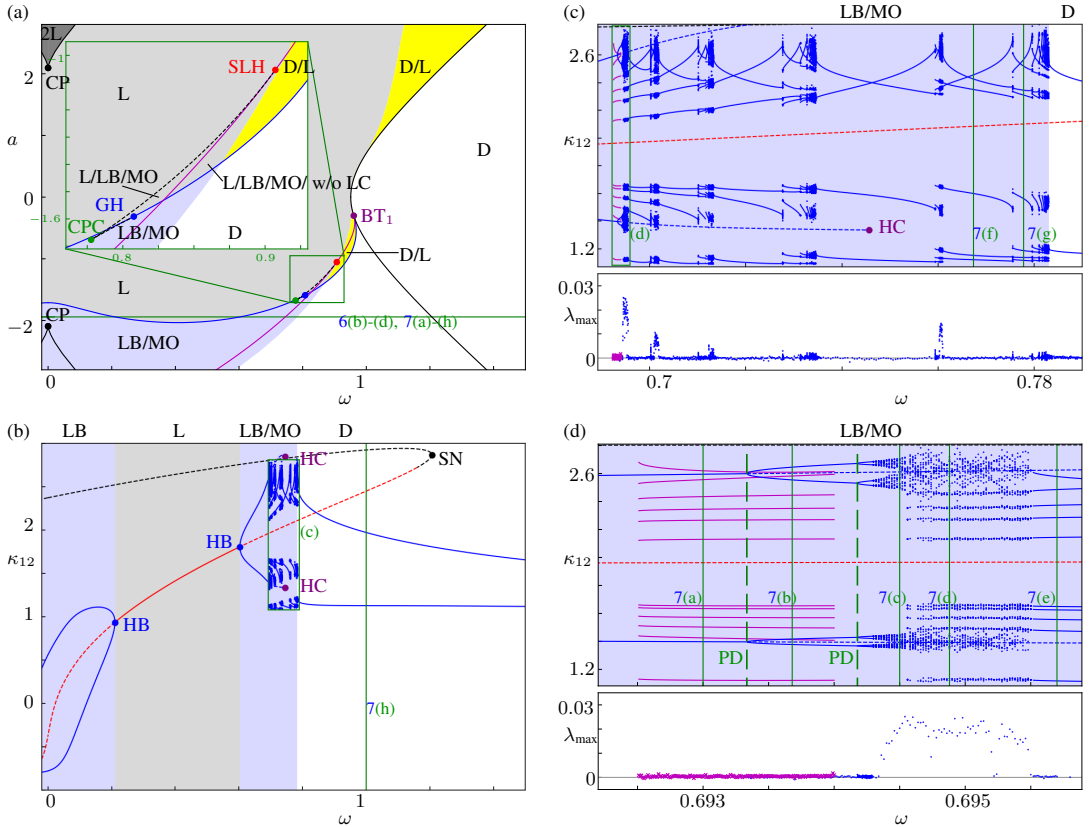 (a)
2L
CP
2
−1
SLH
D/L
D/L
L
a
D
0
L/LB/MO
L/LB/MO/ w/o LC
GH
BT1
−1.6
CPC
LB/MO
D
0.8
0.9
D/L
L
CP
−2
6(b)-(d), 7(a)-(h)
LB/MO
0
1
ω
(b)
LB
L
LB/MO
D
HC
SN
2
(c)
κ12
HB
HC
1
HB
0
7(h)
0
1
ω
(c)
LB/MO
D
2.6
κ12
HC
(d)
7(f)
7(g)
1.2
0.03
λmax
0
0.7
0.78
ω
(d)
LB/MO
2.6
κ12
7(a)
7(b)
7(c)
7(d)
7(e)
PD
PD
1.2
0.03
λmax
0
0.693
0.695
ω